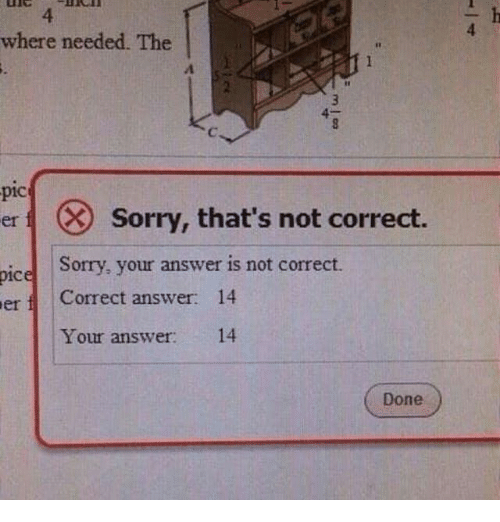 4
where needed. The
A
5 1/2
1 "
4 3/8 "
C
1/4
Sorry, that's not correct.
Sorry, your answer is not correct.
Correct answer: 14
Your answer: 14
Done